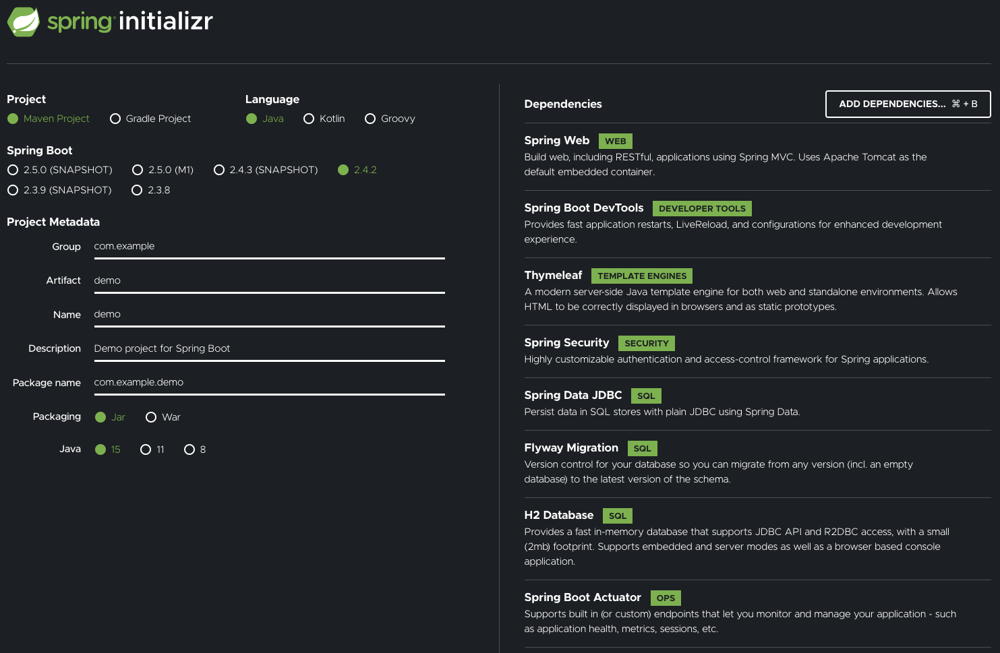 spring initializr
Project
Maven Project
Gradle Project
Language
Java
Kotlin
Groovy
Spring Boot
2.5.0 (SNAPSHOT)
2.5.0 (M1)
2.4.3 (SNAPSHOT)
2.4.2
2.3.9 (SNAPSHOT)
2.3.8
Project Metadata
Group com.example
Artifact demo
Name demo
Description Demo project for Spring Boot
Package name com.example.demo
Packaging Jar War
Java 15 11 8
Dependencies
ADD DEPENDENCIES... ⌘ + B
Spring Web WEB
Build web, including RESTful, applications using Spring MVC. Uses Apache Tomcat as the
default embedded container.
Spring Boot DevTools DEVELOPER TOOLS
Provides fast application restarts, LiveReload, and configurations for enhanced development
experience.
Thymeleaf TEMPLATE ENGINES
A modern server-side Java template engine for both web and standalone environments. Allows
HTML to be correctly displayed in browsers and as static prototypes.
Spring Security SECURITY
Highly customizable authentication and access-control framework for Spring applications.
Spring Data JDBC SQL
Persist data in SQL stores with plain JDBC using Spring Data.
Flyway Migration SQL
Version control for your database so you can migrate from any version (incl. an empty
database) to the latest version of the schema.
H2 Database SQL
Provides a fast in-memory database that supports JDBC API and R2DBC access, with a small
(2mb) footprint. Supports embedded and server modes as well as a browser based console
application.
Spring Boot Actuator OPS
Supports built in (or custom) endpoints that let you monitor and manage your application - such
as application health, metrics, sessions, etc.